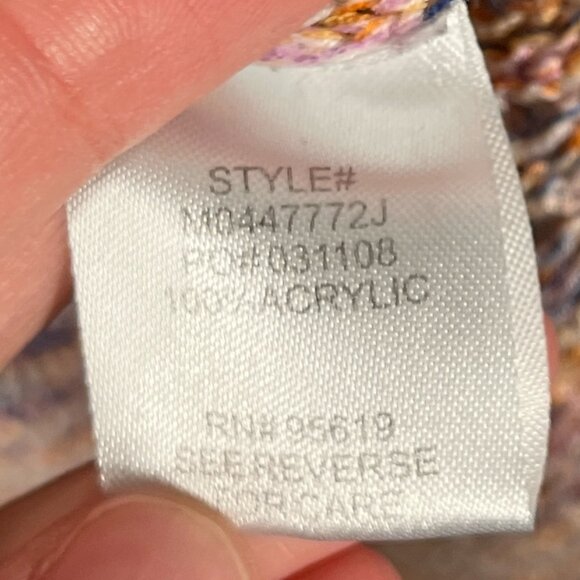 STYLE#
M0447772J
PO#031108
100% ACRYLIC
RN# 95619
SEE REVERSE
FOR CARE